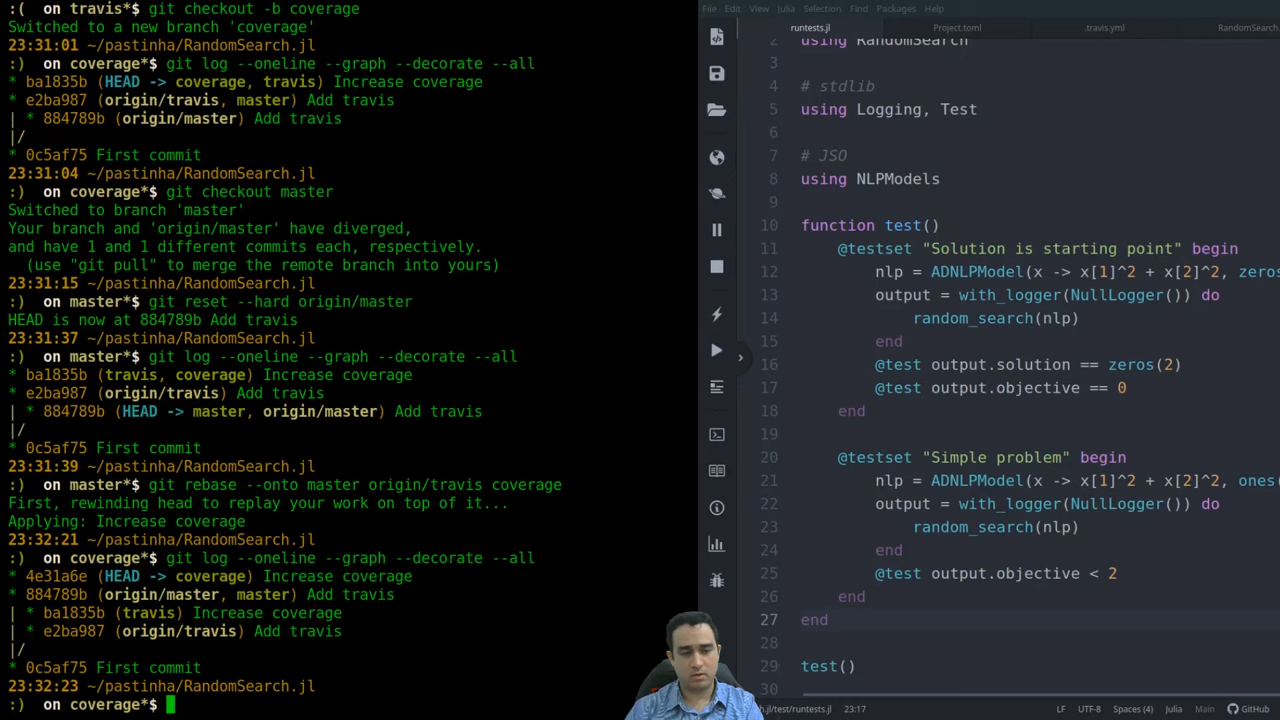 :( on travis*$ git checkout -b coverage
Switched to a new branch 'coverage'
23:31:01 ~/pastinha/RandomSearch.jl
:) on coverage*$ git log --oneline --graph --decorate --all
* ba1835b (HEAD -> coverage, travis) Increase coverage
* e2ba987 (origin/travis, master) Add travis
| * 884789b (origin/master) Add travis
|/
* 0c5af75 First commit
23:31:04 ~/pastinha/RandomSearch.jl
:) on coverage*$ git checkout master
Switched to branch 'master'
Your branch and 'origin/master' have diverged,
and have 1 and 1 different commits each, respectively.
(use "git pull" to merge the remote branch into yours)
23:31:15 ~/pastinha/RandomSearch.jl
:) on master*$ git reset --hard origin/master
HEAD is now at 884789b Add travis
23:31:37 ~/pastinha/RandomSearch.jl
:) on master*$ git log --oneline --graph --decorate --all
* ba1835b (travis, coverage) Increase coverage
* e2ba987 (origin/travis) Add travis
| * 884789b (HEAD -> master, origin/master) Add travis
|/
* 0c5af75 First commit
23:31:39 ~/pastinha/RandomSearch.jl
:) on master*$ git rebase --onto master origin/travis coverage
First, rewinding head to replay your work on top of it...
Applying: Increase coverage
23:32:21 ~/pastinha/RandomSearch.jl
:) on coverage*$ git log --oneline --graph --decorate --all
* 4e31a6e (HEAD -> coverage) Increase coverage
* 884789b (origin/master, master) Add travis
| * ba1835b (travis) Increase coverage
| * e2ba987 (origin/travis) Add travis
|/
* 0c5af75 First commit
23:32:23 ~/pastinha/RandomSearch.jl
:) on coverage*$
File Edit View Julia Selection Find Packages Help
runtests.jl Project.toml .travis.yml RandomSearch.
2 using RandomSearch
3
4 # stdlib
5 using Logging, Test
6
7 # JSO
8 using NLPModels
9
10 function test()
11 @testset "Solution is starting point" begin
12 nlp = ADNLPModel(x -> x[1]^2 + x[2]^2, zeros
13 output = with_logger(NullLogger()) do
14 random_search(nlp)
15 end
16 @test output.solution == zeros(2)
17 @test output.objective == 0
18 end
19
20 @testset "Simple problem" begin
21 nlp = ADNLPModel(x -> x[1]^2 + x[2]^2, ones(
22 output = with_logger(NullLogger()) do
23 random_search(nlp)
24 end
25 @test output.objective < 2
26 end
27 end
28
29 test()
30
h.jl/test/runtests.jl 23:17 LF UTF-8 Spaces (4) Julia Main GitHub